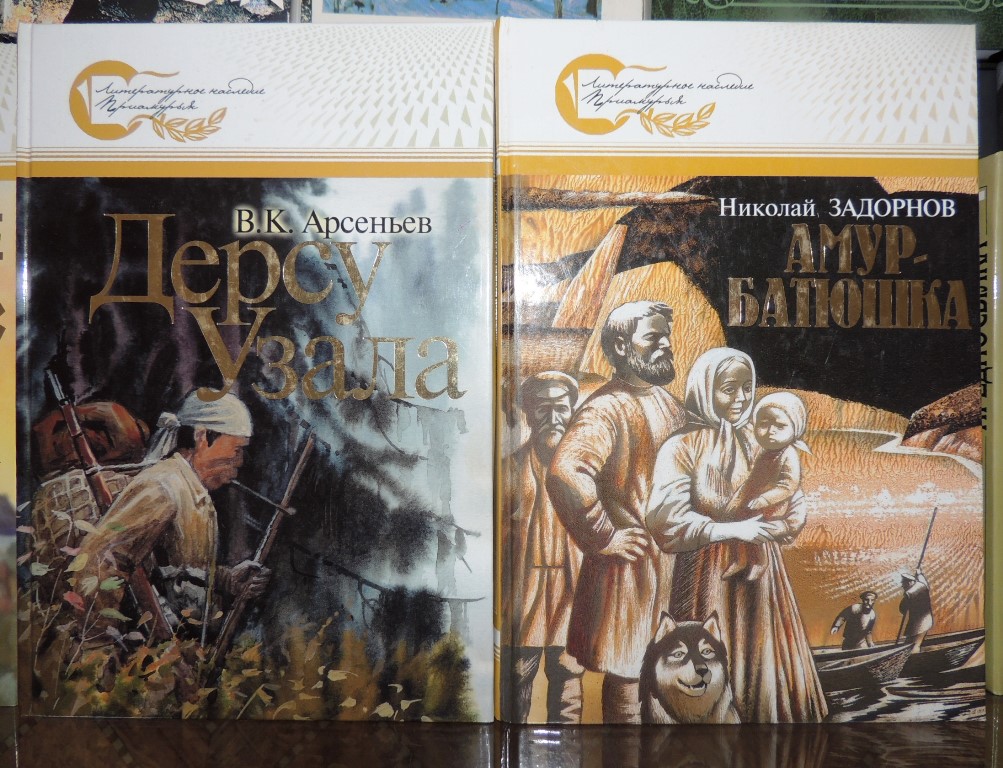 Литературное наследие
Приамурья
В.К. Арсеньев
Дерсу
Узала
Литературное наследие
Приамурья
Николай ЗАДОРНОВ
АМУР-
БАТЮШКА